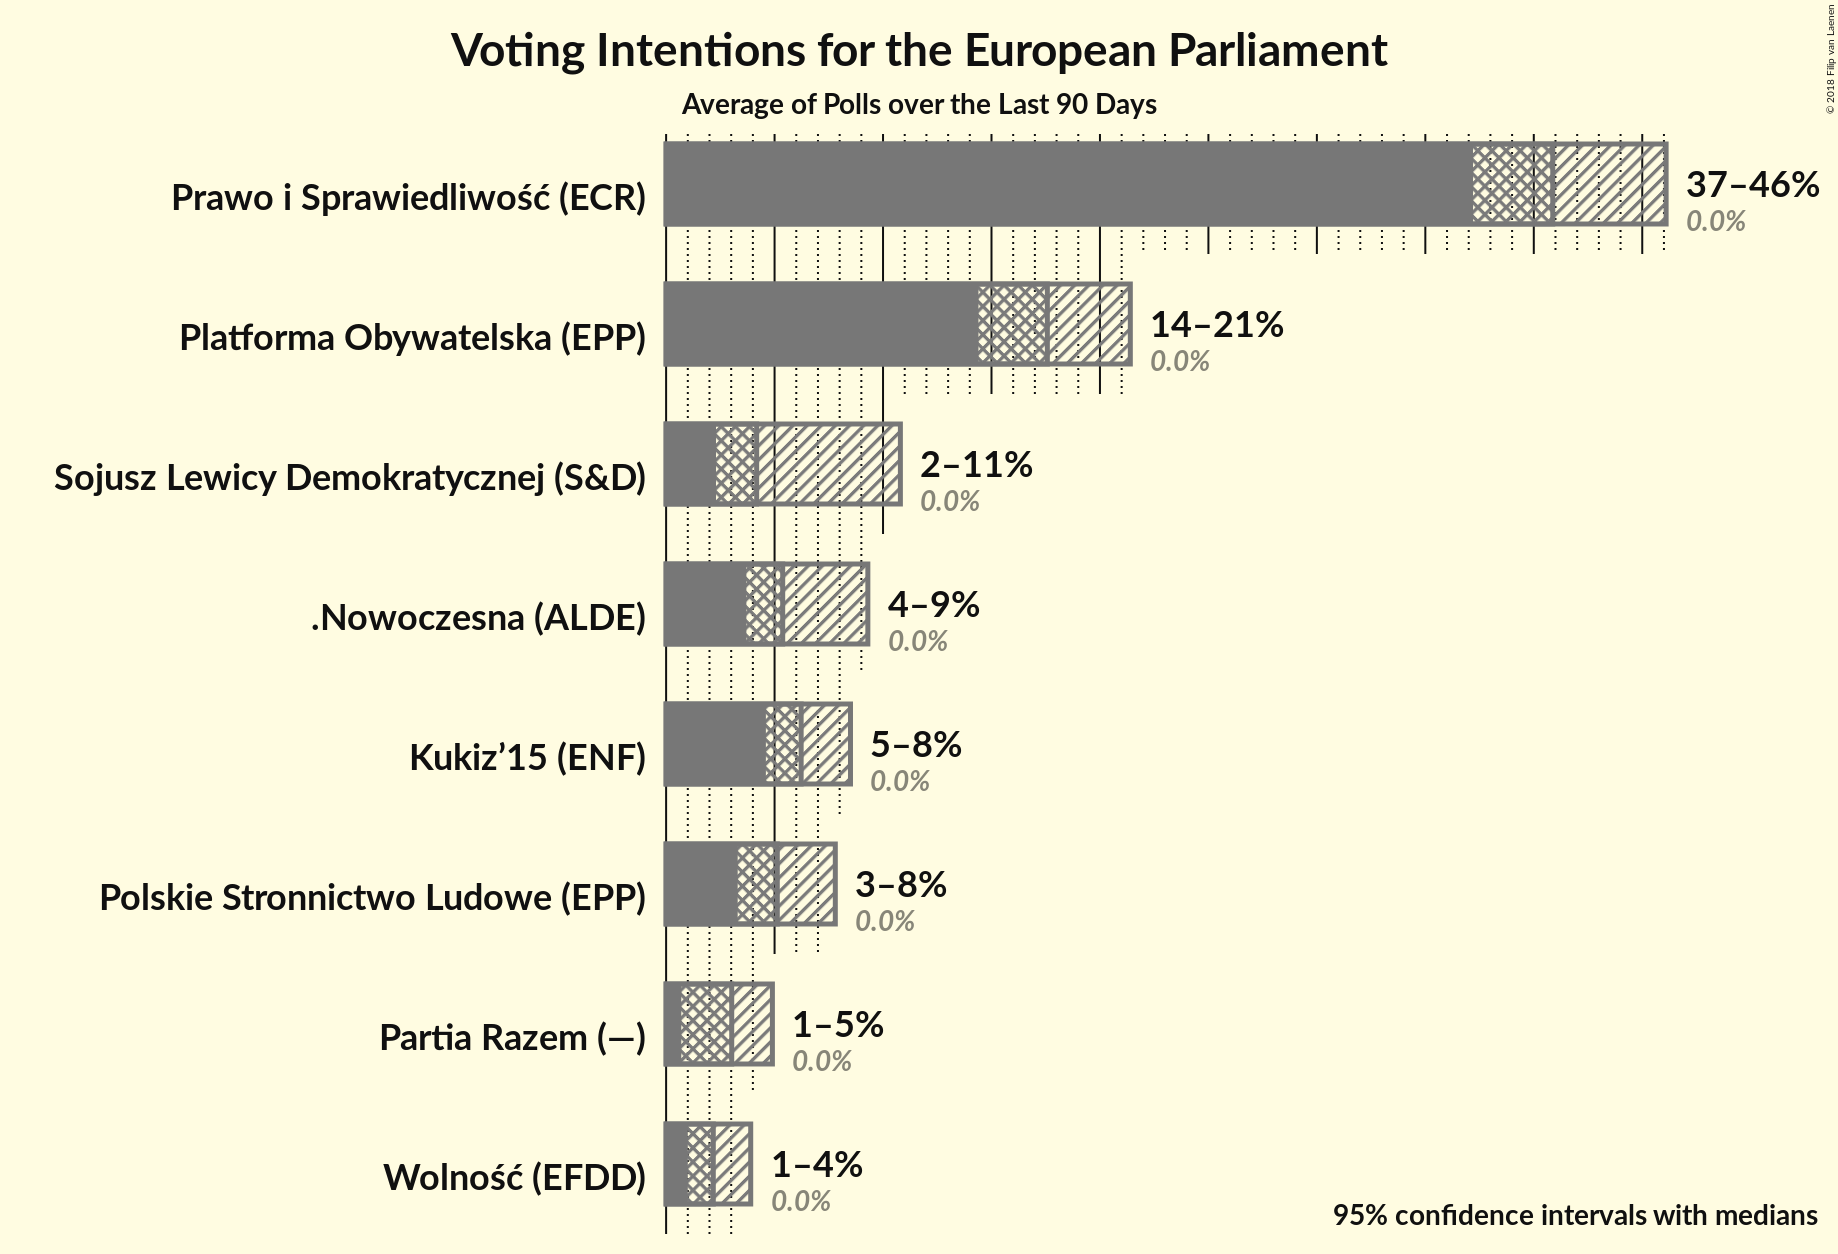 Voting Intentions for the European Parliament
Average of Polls over the Last 90 Days
© 2018 Filip van Laenen
Prawo i Sprawiedliwość (ECR)
37–46%
0.0%
Platforma Obywatelska (EPP)
14–21%
0.0%
Sojusz Lewicy Demokratycznej (S&D)
2–11%
0.0%
.Nowoczesna (ALDE)
4–9%
0.0%
Kukiz’15 (ENF)
5–8%
0.0%
Polskie Stronnictwo Ludowe (EPP)
3–8%
0.0%
Partia Razem (—)
1–5%
0.0%
Wolność (EFDD)
1–4%
0.0%
95% confidence intervals with medians